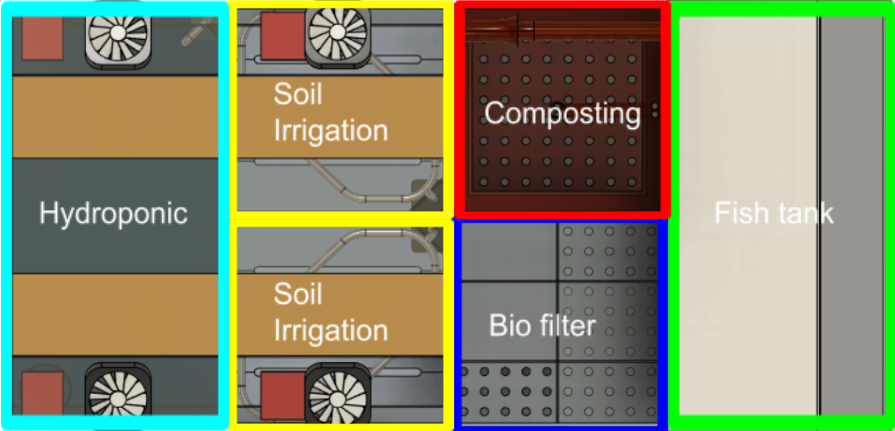 Hydroponic
Soil
Irrigation
Soil
Irrigation
Composting
Bio filter
Fish tank